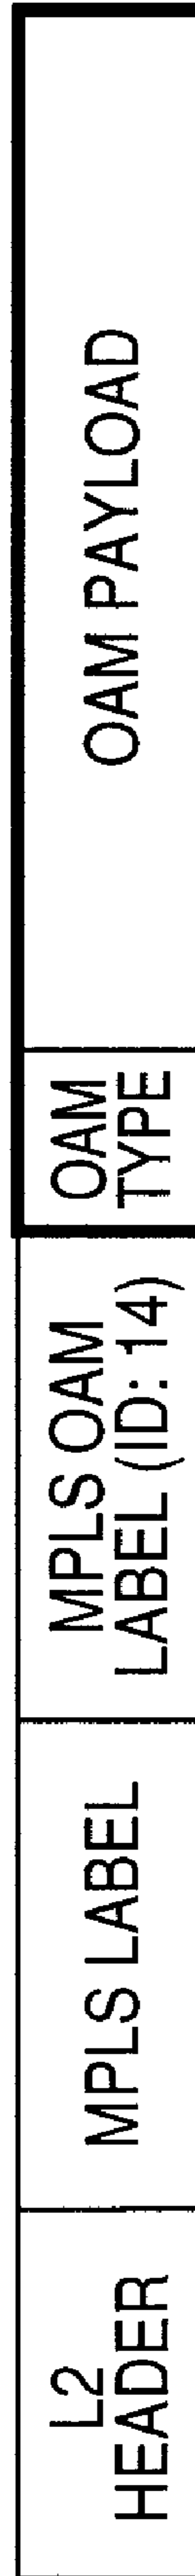 L2
HEADER
MPLS LABEL
MPLS OAM
LABEL (ID: 14)
OAM
TYPE
OAM PAYLOAD